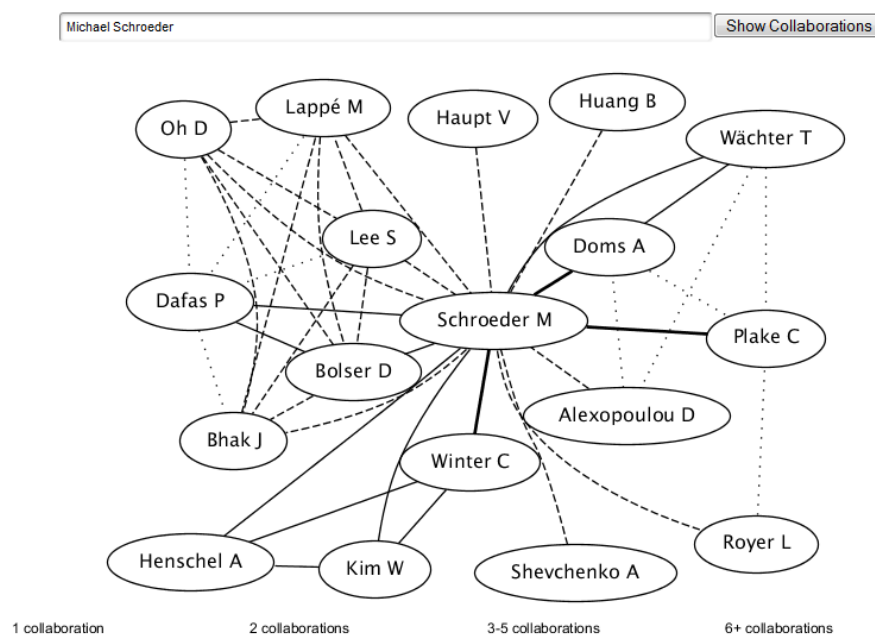 Michael Schroeder
Show Collaborations
Lappé M
Huang B
Haupt V
Oh D
Wächter T
Lee S
Doms A
Dafas P
Schroeder M
Plake C
Bolser D
Alexopoulou D
Bhak J
Winter C
Henschel A
Kim W
Shevchenko A
Royer L
1 collaboration
2 collaborations
3-5 collaborations
6+ collaborations